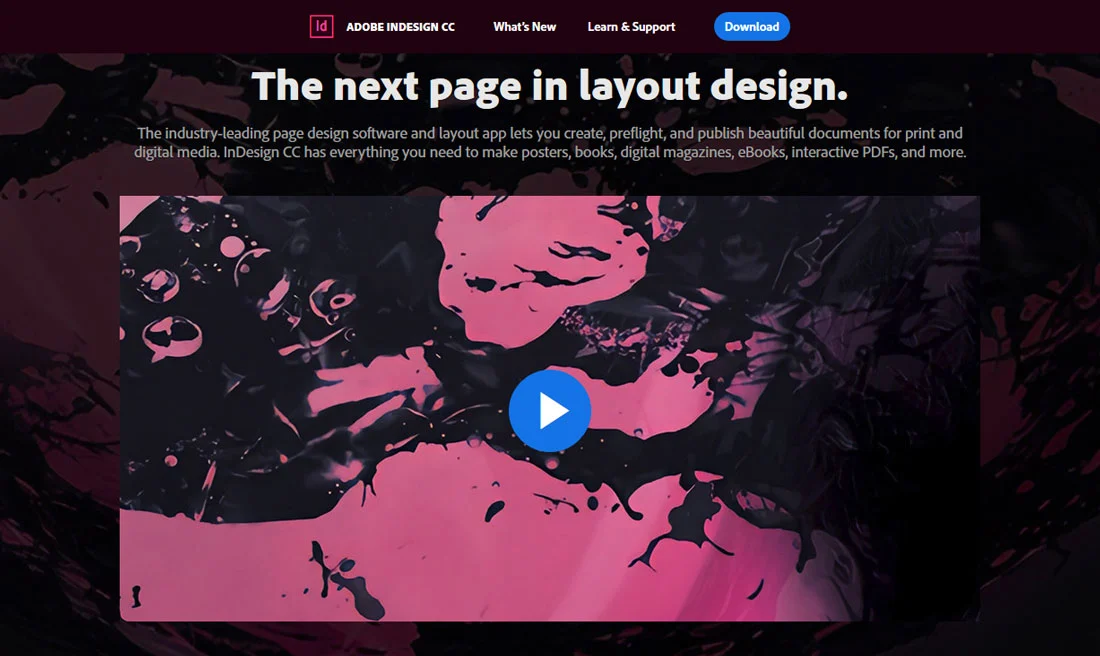 Id ADOBE INDESIGN CC What's New Learn & Support Download
The next page in layout design.
The industry-leading page design software and layout app lets you create, preflight, and publish beautiful documents for print and
digital media. InDesign CC has everything you need to make posters, books, digital magazines, eBooks, interactive PDFs, and more.